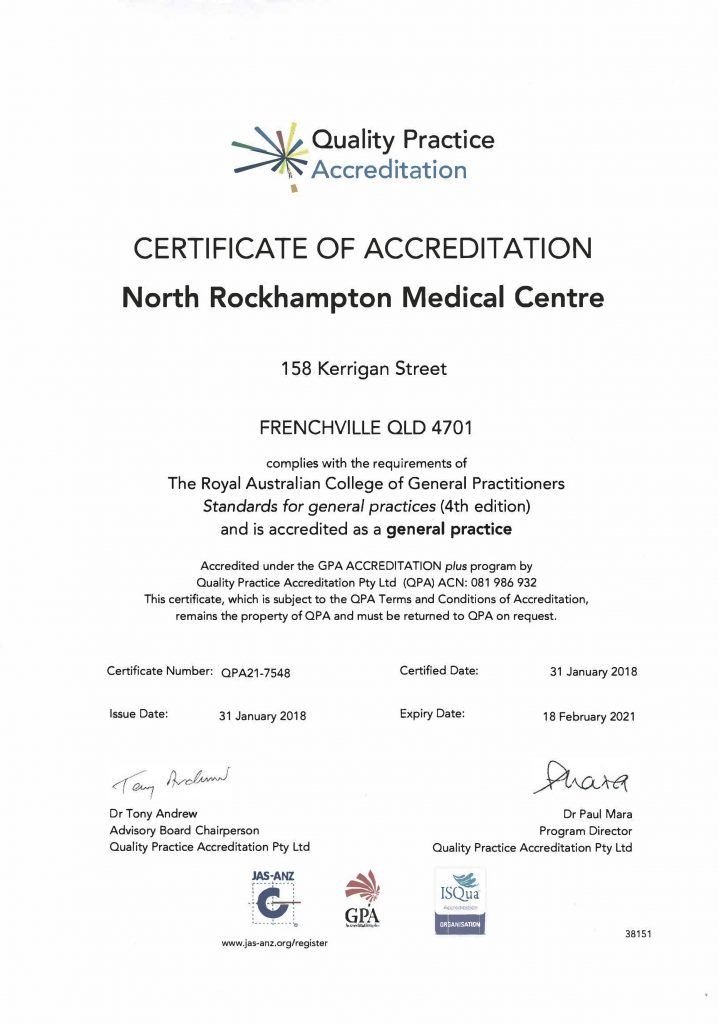 Quality Practice
Accreditation
CERTIFICATE OF ACCREDITATION
North Rockhampton Medical Centre
158 Kerrigan Street
FRENCHVILLE QLD 4701
complies with the requirements of
The Royal Australian College of General Practitioners
Standards for general practices (4th edition)
and is accredited as a general practice
Accredited under the GPA ACCREDITATION plus program by
Quality Practice Accreditation Pty Ltd (QPA) ACN: 081 986 932
This certificate, which is subject to the QPA Terms and Conditions of Accreditation,
remains the property of QPA and must be returned to QPA on request.
Certificate Number: QPA21-7548 Certified Date: 31 January 2018
Issue Date: 31 January 2018 Expiry Date: 18 February 2021
Tony Andrew
PMara
Dr Tony Andrew Dr Paul Mara
Advisory Board Chairperson Program Director
Quality Practice Accreditation Pty Ltd Quality Practice Accreditation Pty Ltd
JAS-ANZ
GPA
ISQua
Accreditation
ORGANISATION
www.jas-anz.org/register
38151